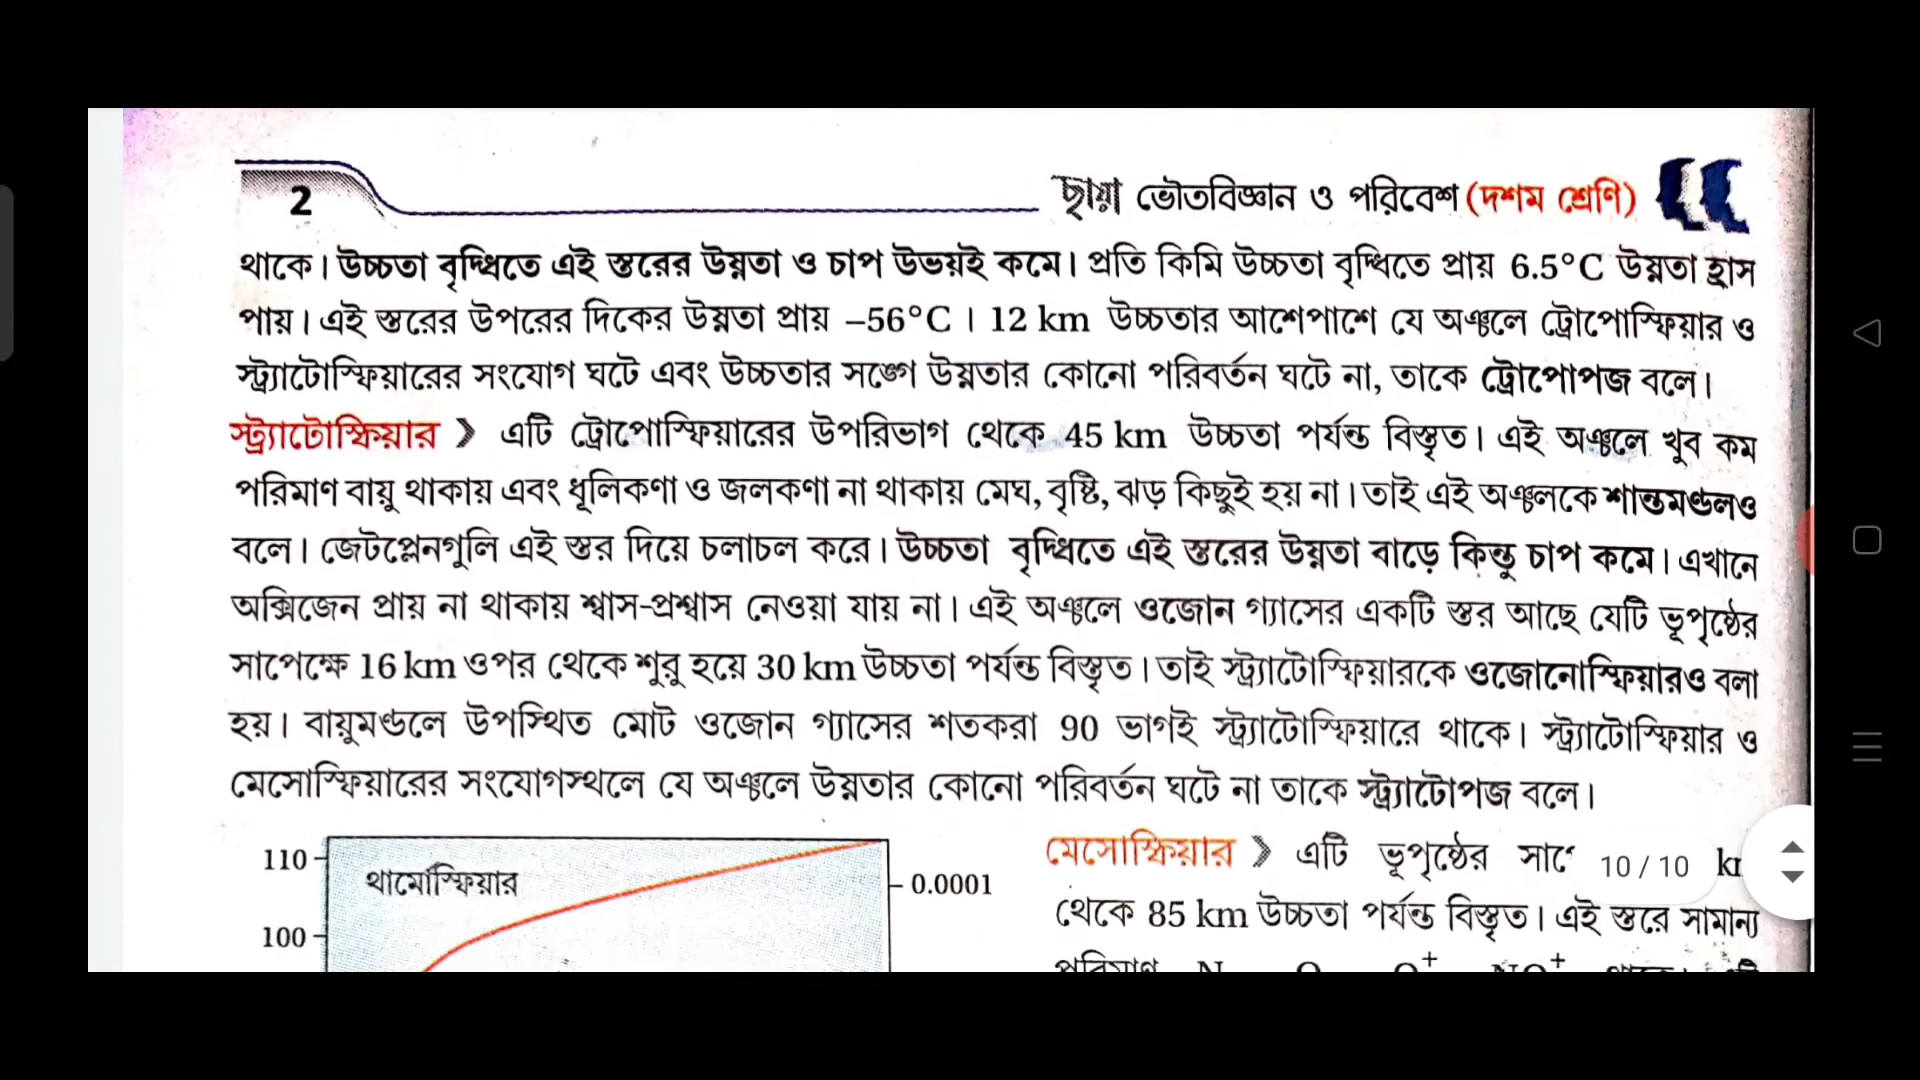 2
ছায়া ভৌতবিজ্ঞান ও পরিবেশ (দশম শ্রেণি)
থাকে। উচ্চতা বৃদ্ধিতে এই স্তরের উষ্ণতা ও চাপ উভয়ই কমে। প্রতি কিমি উচ্চতা বৃদ্ধিতে প্রায় 6.5°C উষ্ণতা হ্রাস
পায়। এই স্তরের উপরের দিকের উষ্ণতা প্রায় –56°C । 12 km উচ্চতার আশেপাশে যে অঞ্চলে ট্রোপোস্ফিয়ার ও
স্ট্র্যাটোস্ফিয়ারের সংযোগ ঘটে এবং উচ্চতার সঙ্গে উষ্ণতার কোনো পরিবর্তন ঘটে না, তাকে ট্রোপোপজ বলে।
স্ট্র্যাটোস্ফিয়ার 》 এটি ট্রোপোস্ফিয়ারের উপরিভাগ থেকে 45 km উচ্চতা পর্যন্ত বিস্তৃত। এই অঞ্চলে খুব কম
পরিমাণ বায়ু থাকায় এবং ধূলিকণা ও জলকণা না থাকায় মেঘ, বৃষ্টি, ঝড় কিছুই হয় না। তাই এই অঞ্চলকে শান্তমণ্ডলও
বলে। জেটপ্লেনগুলি এই স্তর দিয়ে চলাচল করে। উচ্চতা বৃদ্ধিতে এই স্তরের উষ্ণতা বাড়ে কিন্তু চাপ কমে। এখানে
অক্সিজেন প্রায় না থাকায় শ্বাস-প্রশ্বাস নেওয়া যায় না। এই অঞ্চলে ওজোন গ্যাসের একটি স্তর আছে যেটি ভূপৃষ্ঠের
সাপেক্ষে 16 km ওপর থেকে শুরু হয়ে 30 km উচ্চতা পর্যন্ত বিস্তৃত। তাই স্ট্র্যাটোস্ফিয়ারকে ওজোনোস্ফিয়ারও বলা
হয়। বায়ুমণ্ডলে উপস্থিত মোট ওজোন গ্যাসের শতকরা 90 ভাগই স্ট্র্যাটোস্ফিয়ারে থাকে। স্ট্র্যাটোস্ফিয়ার ও
মেসোস্ফিয়ারের সংযোগস্থলে যে অঞ্চলে উষ্ণতার কোনো পরিবর্তন ঘটে না তাকে স্ট্র্যাটোপজ বলে।
110
থার্মোস্ফিয়ার
0.0001
100
মেসোস্ফিয়ার 》 এটি ভূপৃষ্ঠের
10 / 10
থেকে 85 km উচ্চতা পর্যন্ত বিস্তৃত। এই স্তরে সামান্য